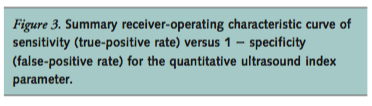 Figure 3. Summary receiver-operating characteristic curve of
sensitivity (true-positive rate) versus 1 − specificity
(false-positive rate) for the quantitative ultrasound index
parameter.